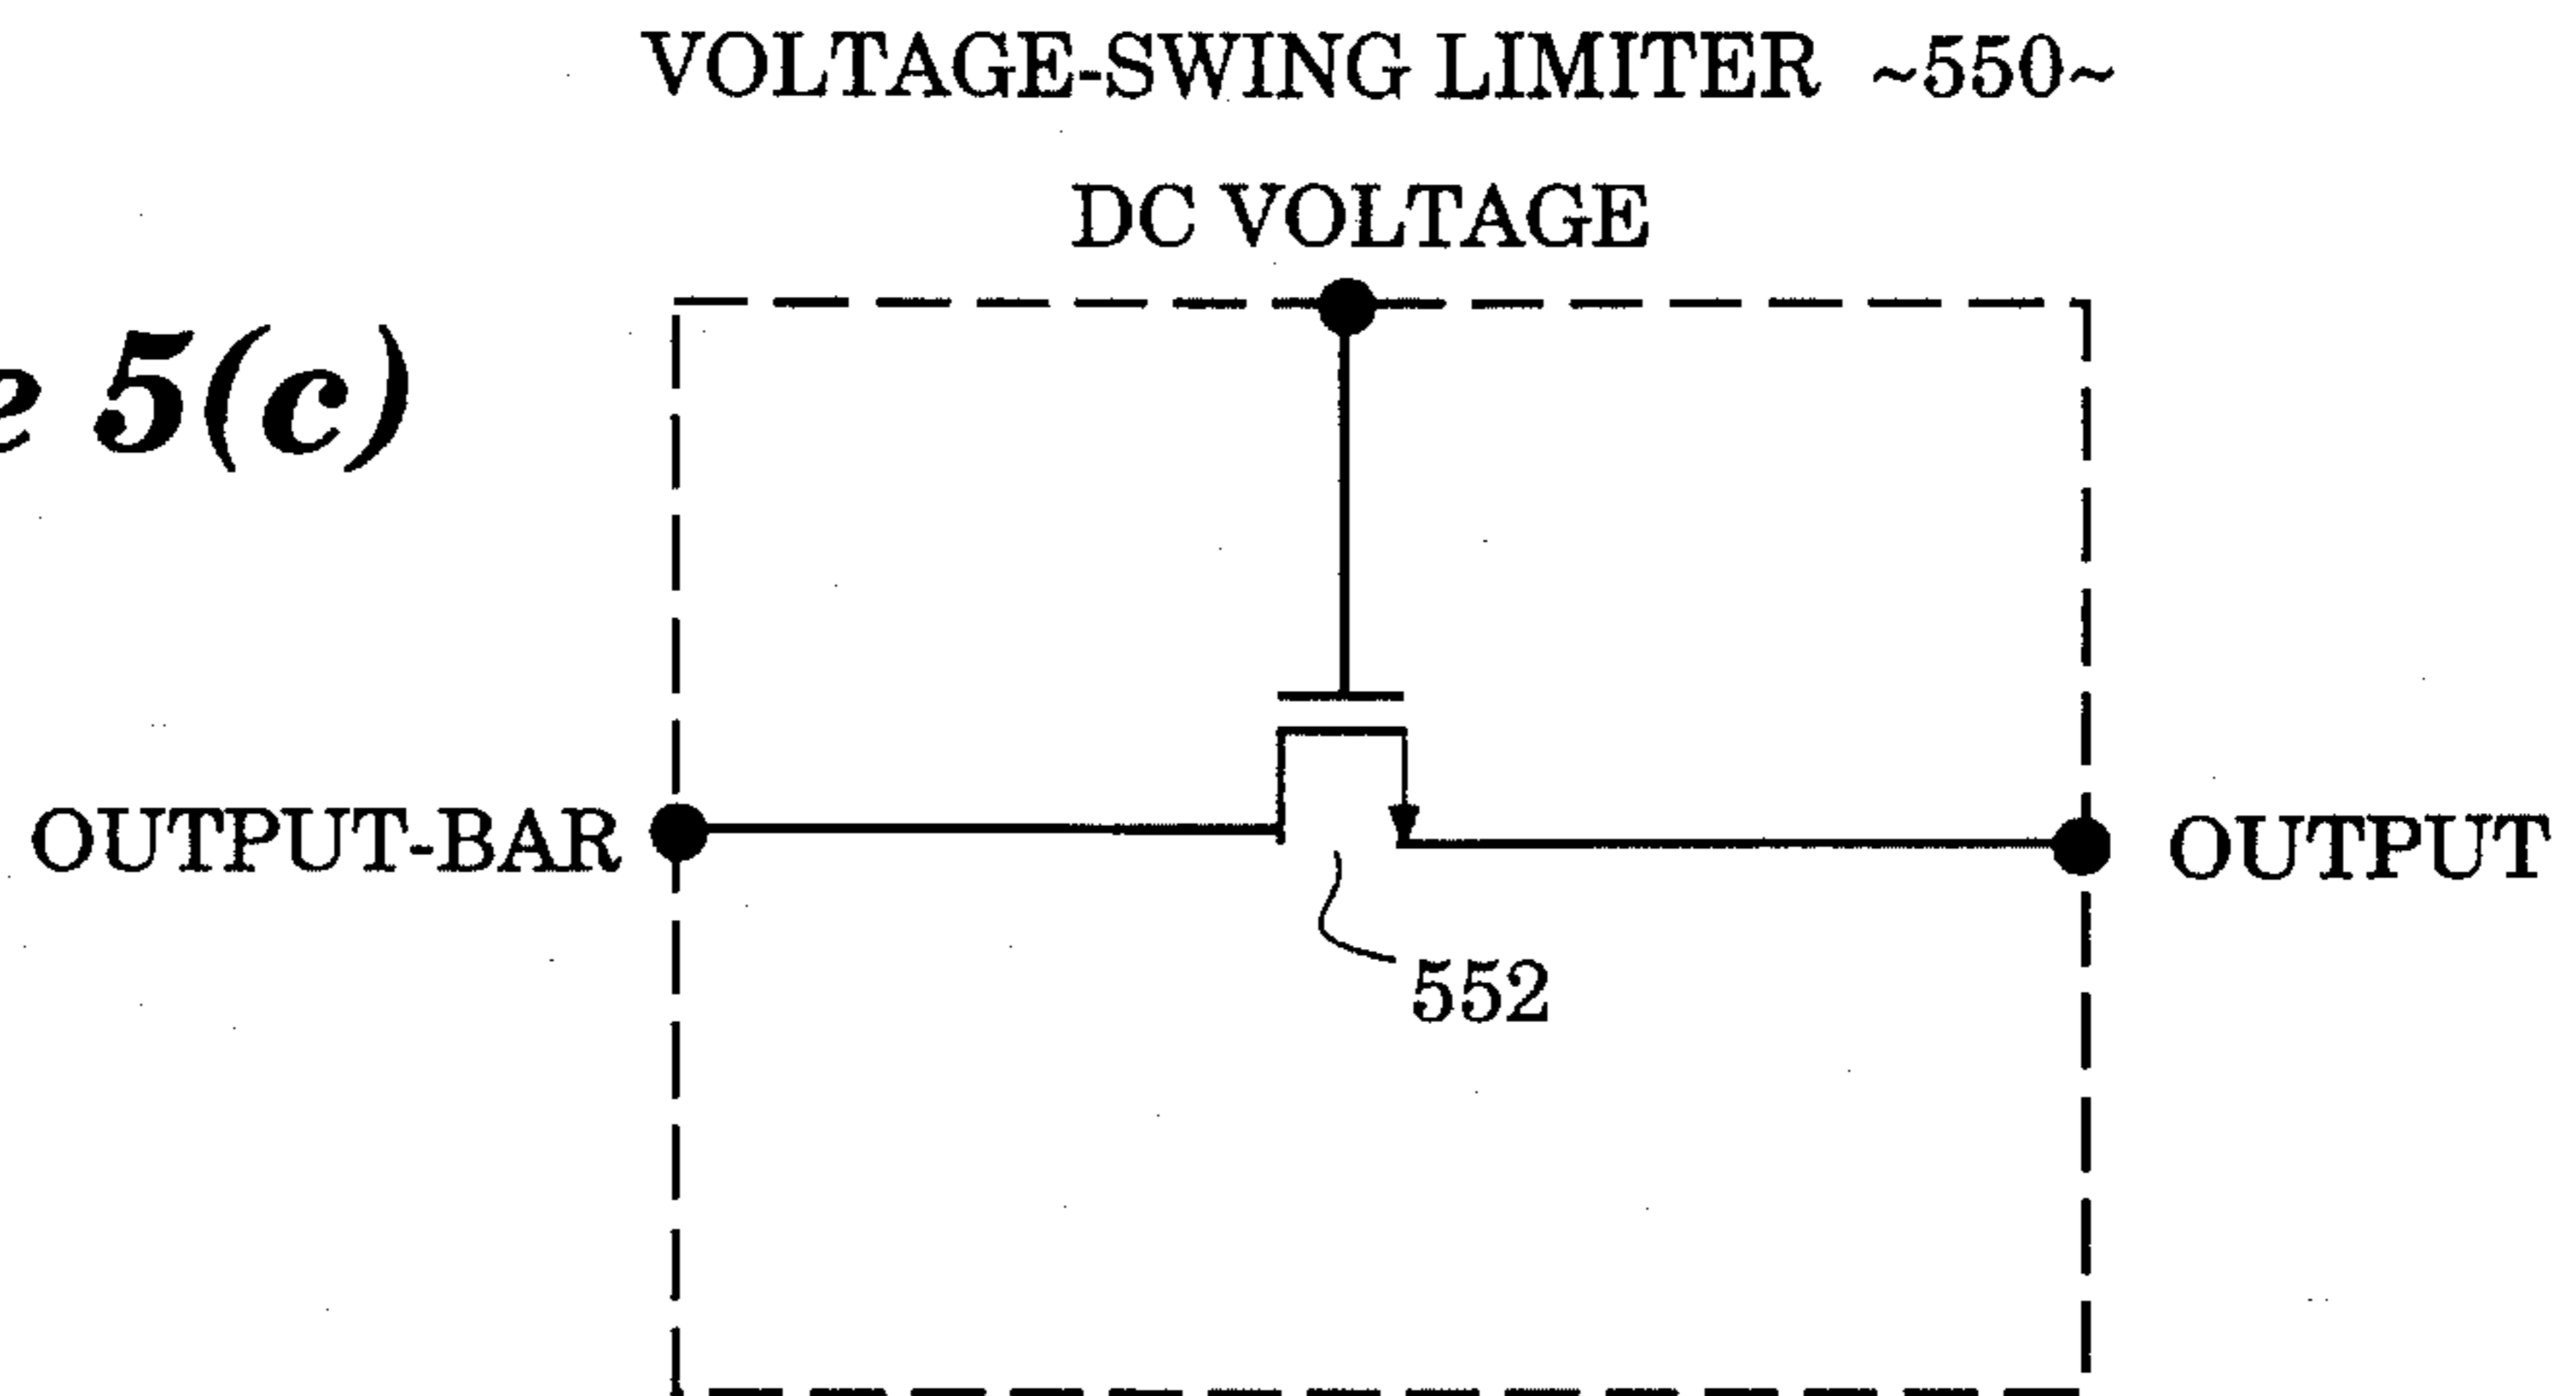 VOLTAGE-SWING LIMITER ~550~
DC VOLTAGE
e 5(c)
OUTPUT-BAR
OUTPUT
552